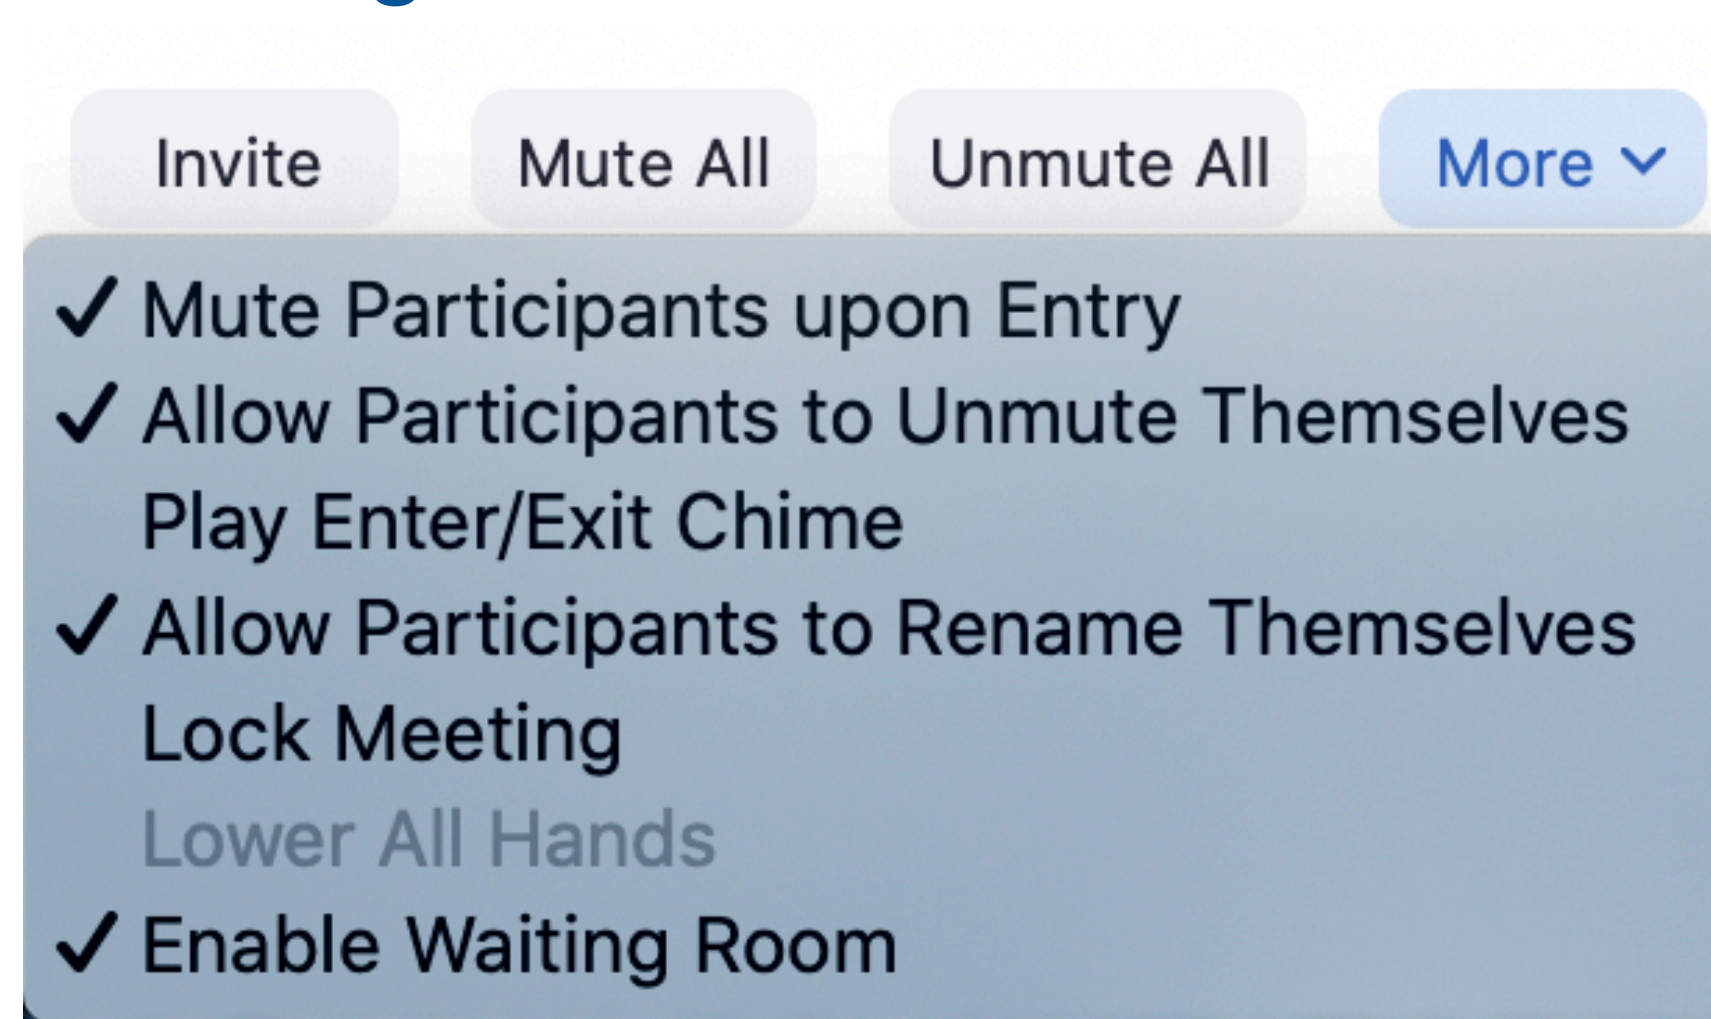 Invite Mute All Unmute All More
✓ Mute Participants upon Entry
✓ Allow Participants to Unmute Themselves
Play Enter/Exit Chime
✓ Allow Participants to Rename Themselves
Lock Meeting
Lower All Hands
✓ Enable Waiting Room